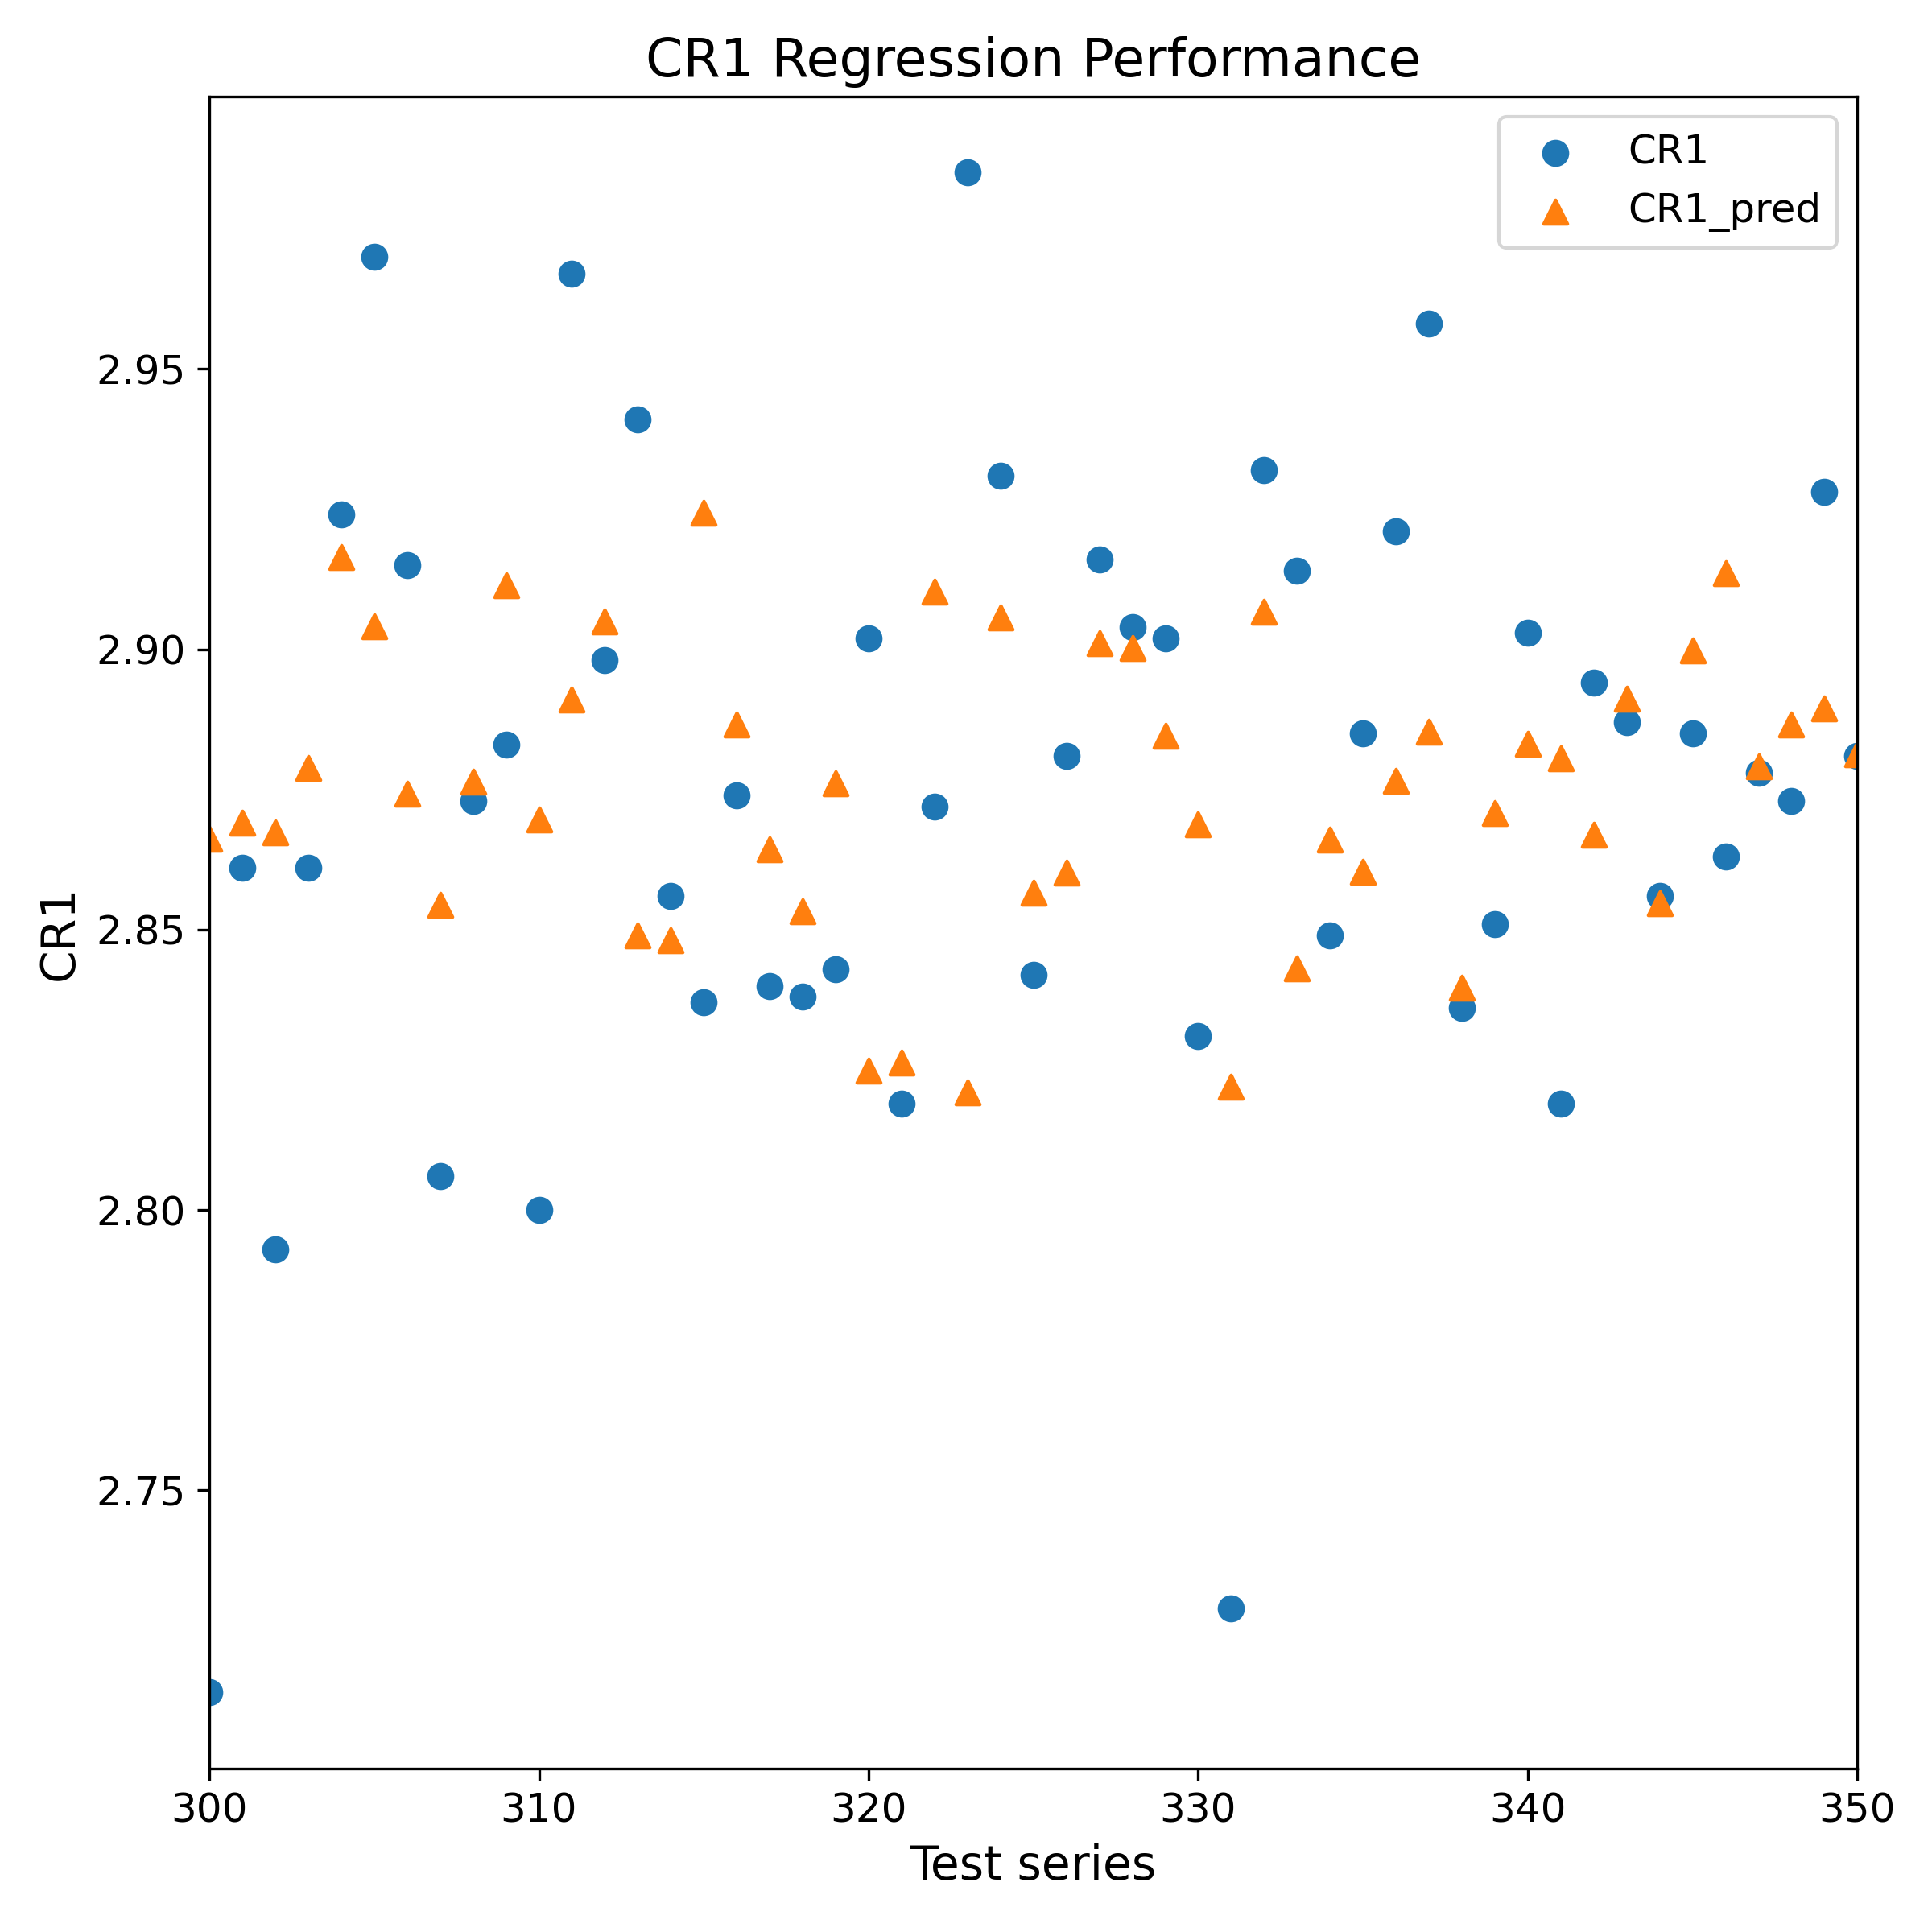 CR1 Regression Performance
CR1
CR1_pred
2.95
2.90
2.85
2.80
2.75
CR1
300 310 320 330 340 350
Test series